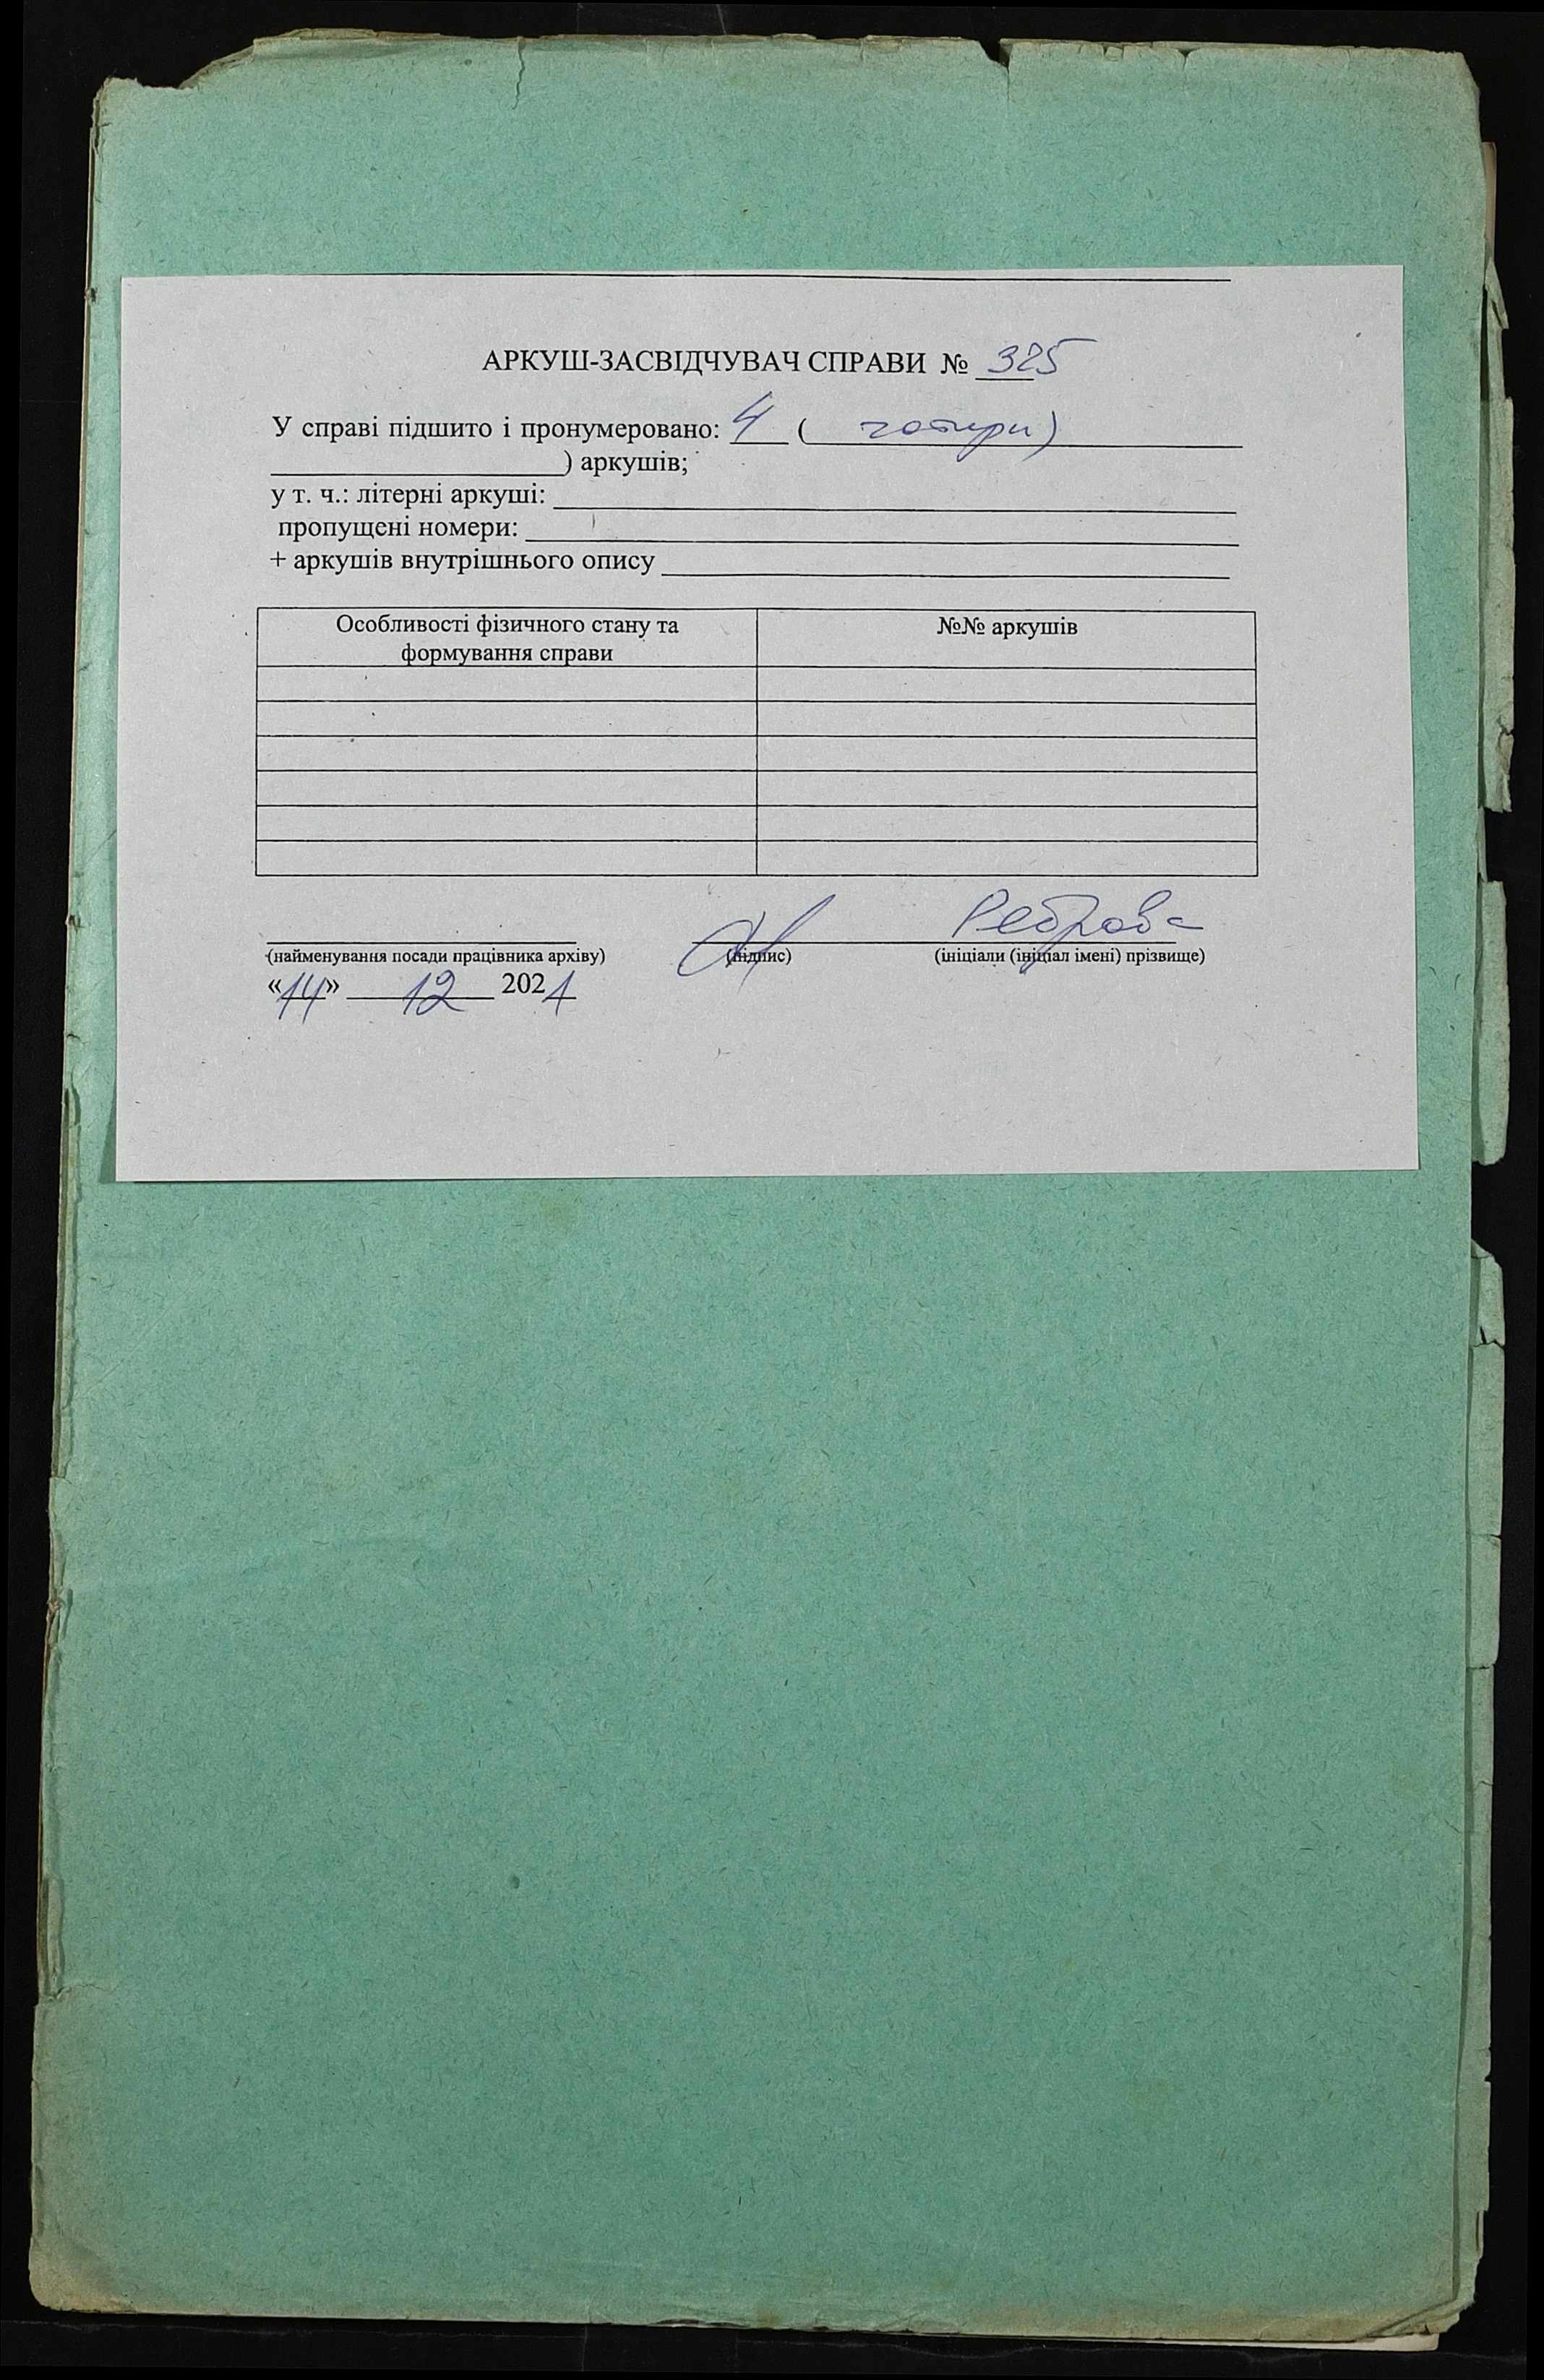 АРКУШ-ЗАСВІДЧУВАЧ СПРАВИ № 325
У справі підшито і пронумеровано: 4 ( чотири)
) аркушів;
у т. ч.: літерні аркуші:
пропущені номери:
+ аркушів внутрішнього опису
Особливості фізичного стану та формування справи №№ аркушів
Реброва
(найменування посади працівника архіву) (підпис) (ініціали (ініціал імені) прізвище)
«14» 12 2021